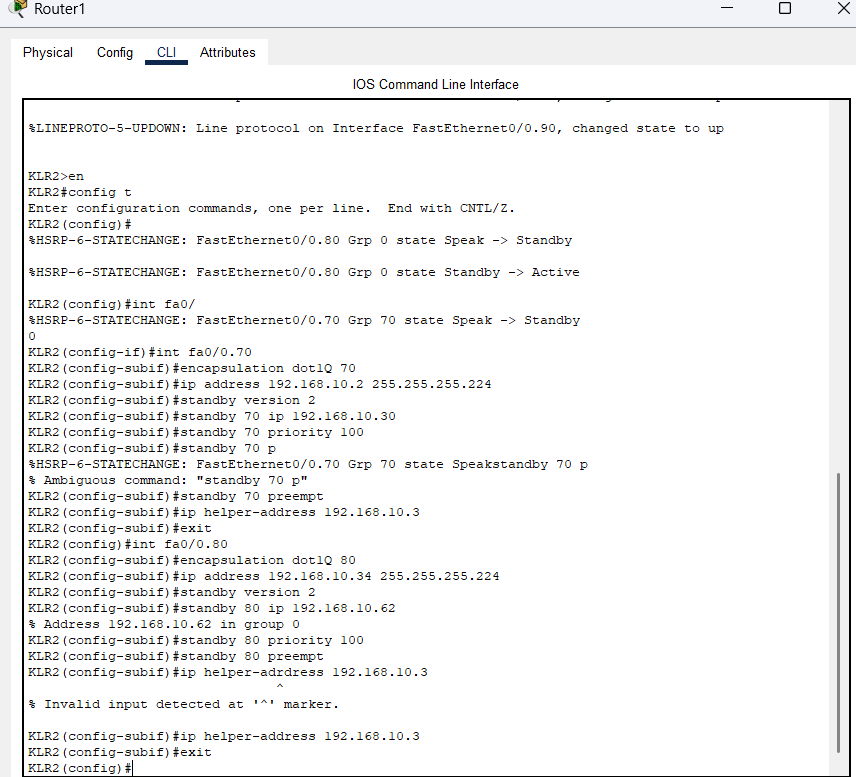 Router1
Physical Config CLI Attributes
IOS Command Line Interface
%LINEPROTO-5-UPDOWN: Line protocol on Interface FastEthernet0/0.90, changed state to up
KLR2>en
KLR2#config t
Enter configuration commands, one per line.  End with CNTL/Z.
KLR2(config)#
%HSRP-6-STATECHANGE: FastEthernet0/0.80 Grp 0 state Speak -> Standby
%HSRP-6-STATECHANGE: FastEthernet0/0.80 Grp 0 state Standby -> Active
KLR2(config)#int fa0/
%HSRP-6-STATECHANGE: FastEthernet0/0.70 Grp 70 state Speak -> Standby
0
KLR2(config-if)#int fa0/0.70
KLR2(config-subif)#encapsulation dot1Q 70
KLR2(config-subif)#ip address 192.168.10.2 255.255.255.224
KLR2(config-subif)#standby version 2
KLR2(config-subif)#standby 70 ip 192.168.10.30
KLR2(config-subif)#standby 70 priority 100
KLR2(config-subif)#standby 70 p
%HSRP-6-STATECHANGE: FastEthernet0/0.70 Grp 70 state Speakstandby 70 p
% Ambiguous command: "standby 70 p"
KLR2(config-subif)#standby 70 preempt
KLR2(config-subif)#ip helper-address 192.168.10.3
KLR2(config-subif)#exit
KLR2(config)#int fa0/0.80
KLR2(config-subif)#encapsulation dot1Q 80
KLR2(config-subif)#ip address 192.168.10.34 255.255.255.224
KLR2(config-subif)#standby version 2
KLR2(config-subif)#standby 80 ip 192.168.10.62
% Address 192.168.10.62 in group 0
KLR2(config-subif)#standby 80 priority 100
KLR2(config-subif)#standby 80 preempt
KLR2(config-subif)#ip helper-adrdress 192.168.10.3
^
% Invalid input detected at '^' marker.
KLR2(config-subif)#ip helper-address 192.168.10.3
KLR2(config-subif)#exit
KLR2(config)#